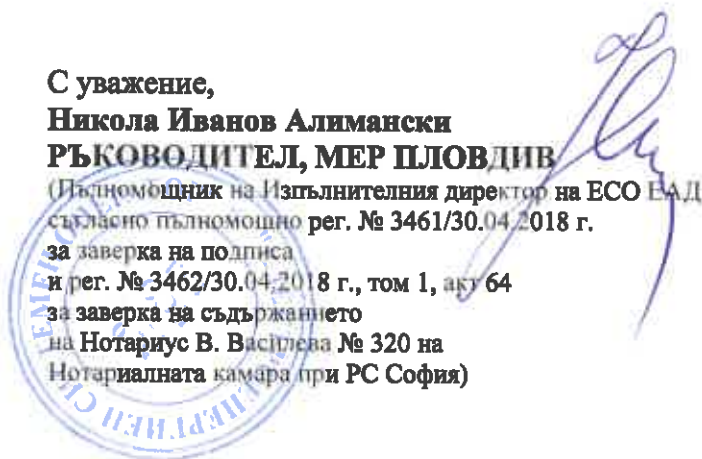 С уважение,
Никола Иванов Алимански
РЪКОВОДИТЕЛ, МЕР ПЛОВДИВ
(Пълномощник на Изпълнителния директор на ЕСО ЕАД
съгласно пълномощно рег. № 3461/30.04.2018 г.
за заверка на подписа
и рег. № 3462/30.04.2018 г., том 1, акт 64
за заверка на съдържанието
на Нотариус В. Василева № 320 на
Нотариалната камара при РС София)